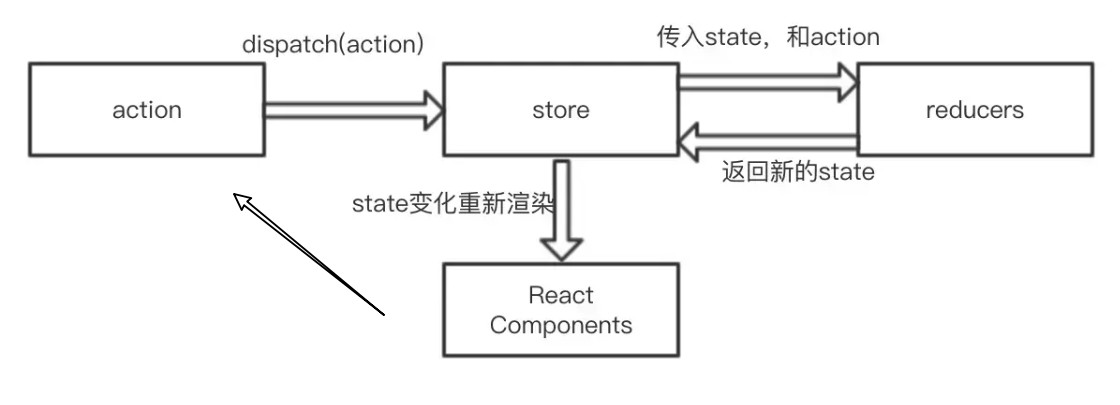 dispatch(action)
传入state，和action
action
store
reducers
返回新的state
state变化重新渲染
React
Components